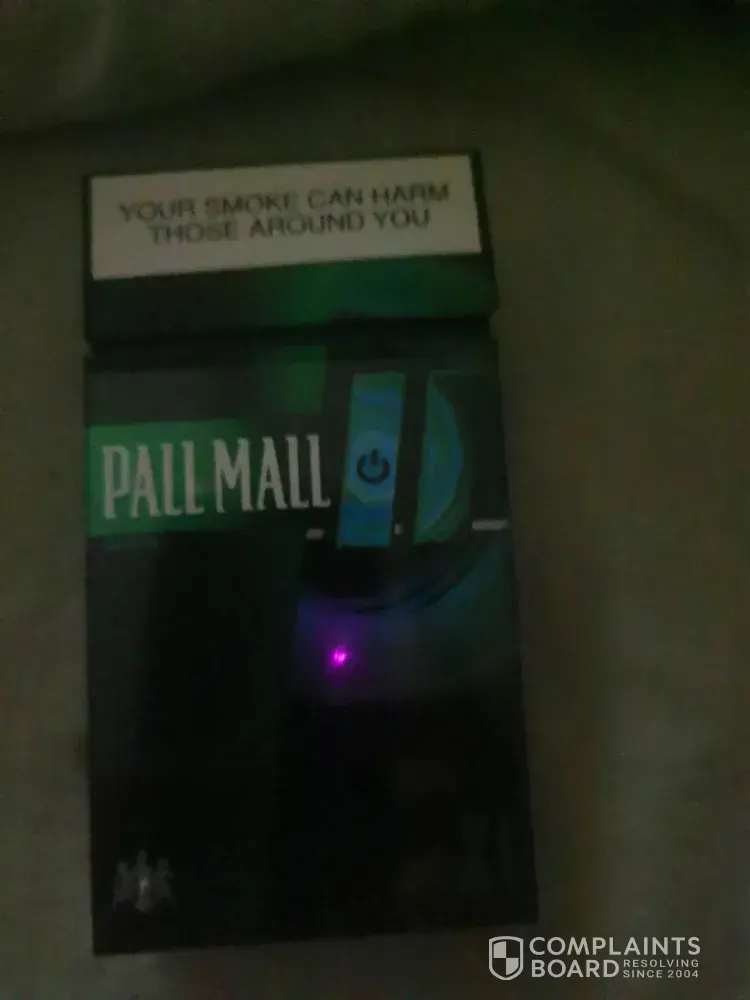 YOUR SMOKE CAN HARM
THOSE AROUND YOU
PALL MALL
COMPLAINTS
BOARD RESOLVING
SINCE 2004